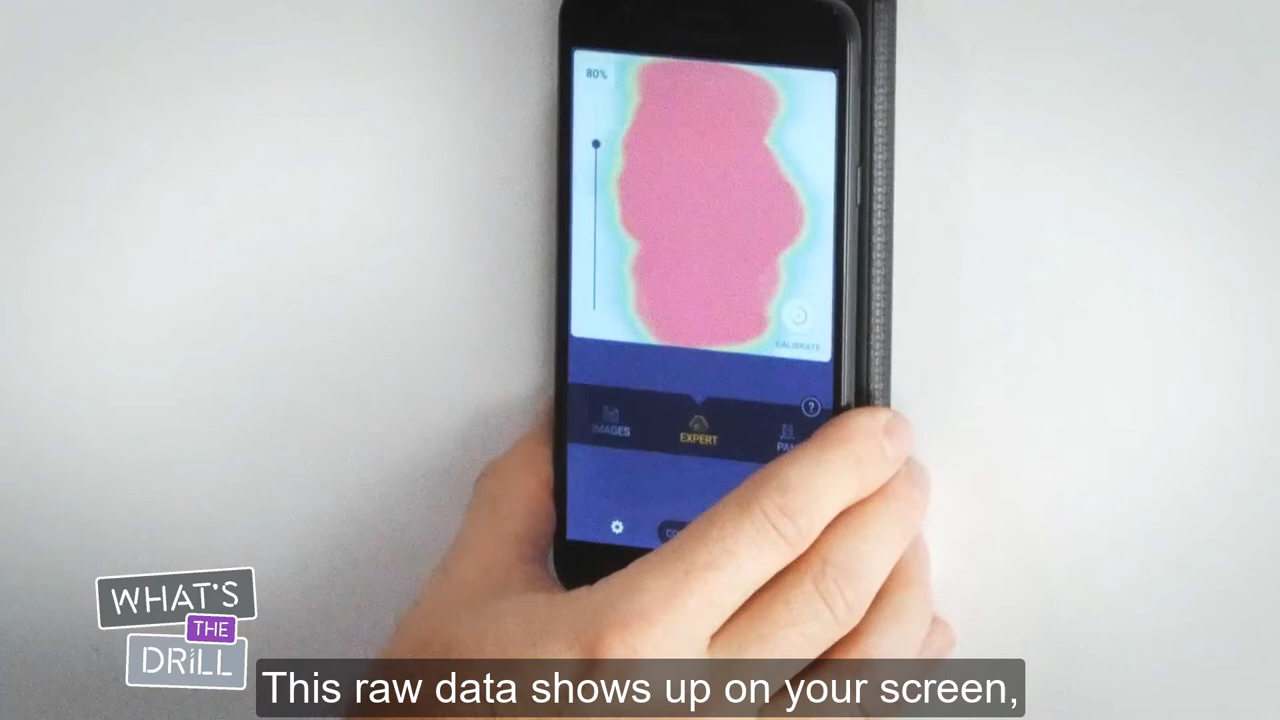 80%
CALIBRATE
?
IMAGES
EXPERT
WHAT'S
THE
DRILL
This raw data shows up on your screen,